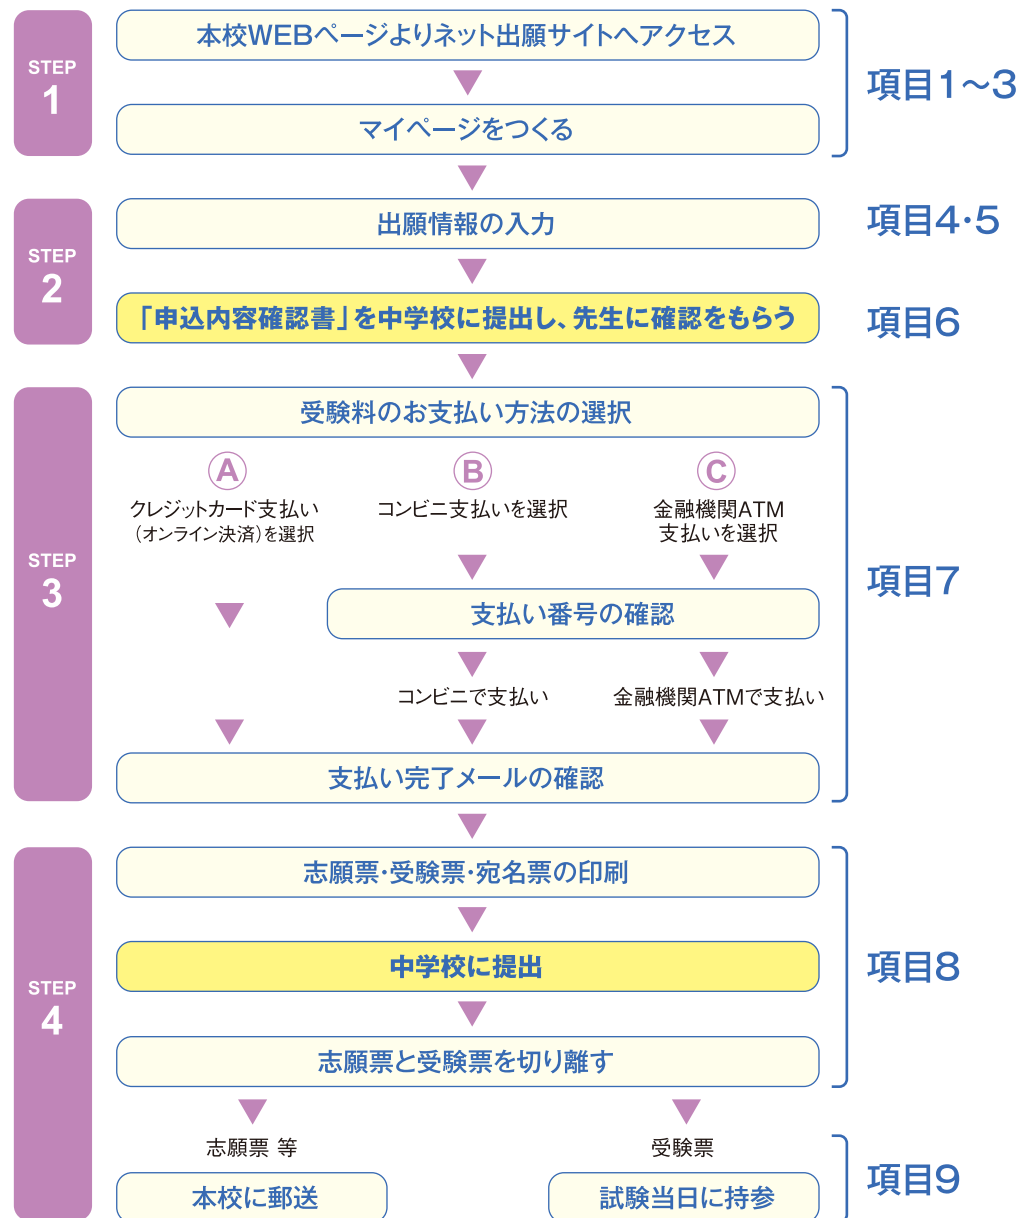 STEP
1
本校WEBページよりネット出願サイトへアクセス
マイページをつくる
項目1～3
STEP
2
出願情報の入力
項目4・5
「申込内容確認書」を中学校に提出し、先生に確認をもらう
項目6
STEP
3
受験料のお支払い方法の選択
A
クレジットカード支払い
（オンライン決済）を選択
B
コンビニ支払いを選択
C
金融機関ATM
支払いを選択
支払い番号の確認
コンビニで支払い
金融機関ATMで支払い
支払い完了メールの確認
項目7
STEP
4
志願票・受験票・宛名票の印刷
中学校に提出
志願票と受験票を切り離す
項目8
志願票 等
本校に郵送
受験票
試験当日に持参
項目9